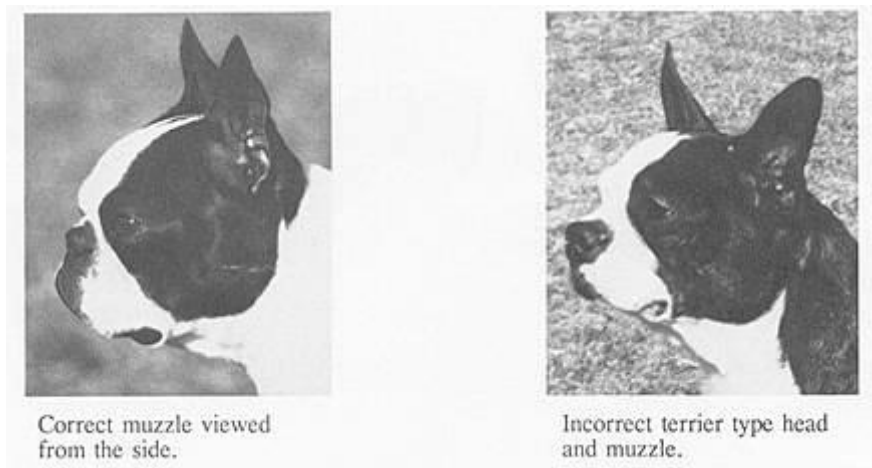 Correct muzzle viewed
from the side.
Incorrect terrier type head
and muzzle.